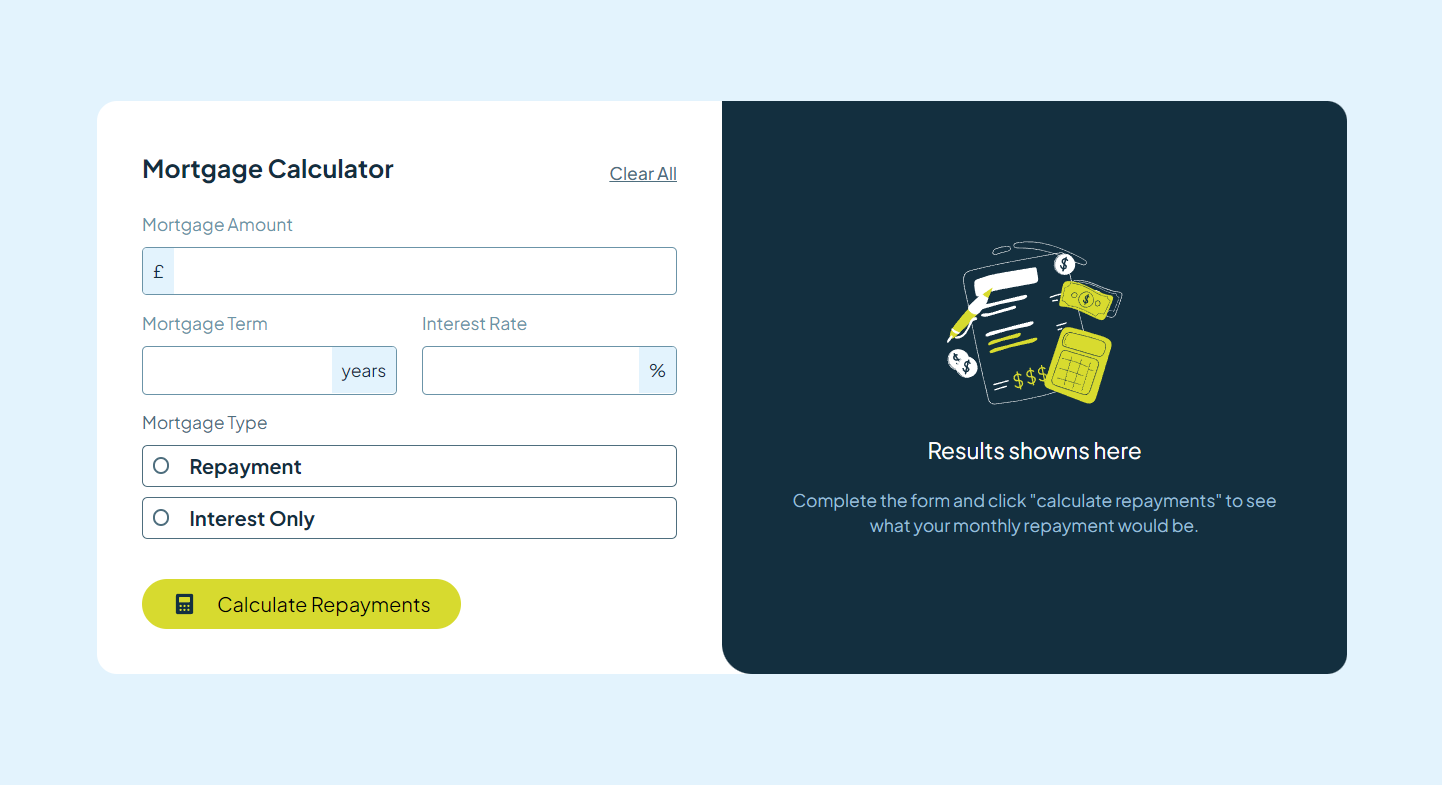 Mortgage Calculator
Clear All
Mortgage Amount
£
Mortgage Term
Interest Rate
years
%
Mortgage Type
Repayment
Interest Only
Calculate Repayments
$
$
$
$
$$$
Results showns here
Complete the form and click "calculate repayments" to see
what your monthly repayment would be.